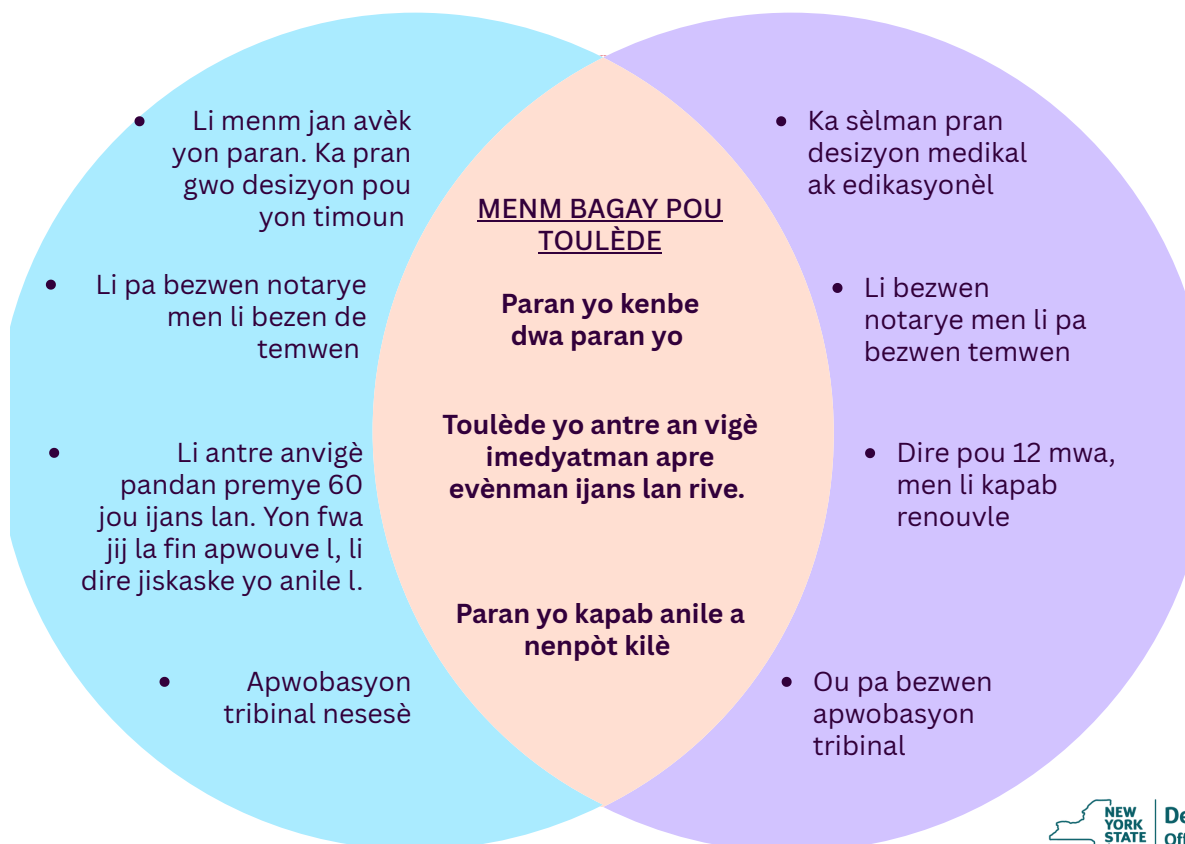 • Li menm jan avèk
yon paran. Ka pran
gwo desizyon pou
yon timoun
• Li pa bezwen notarye
men li bezen de
temwen
• Li antre anvigè
pandan premye 60
jou ijans lan. Yon fwa
jij la fin apwouve l, li
dire jiskaske yo anile l.
• Apwobasyon
tribinal nesesè
MENM BAGAY POU
TOULÈDE
Paran yo kenbe
dwa paran yo
Toulède yo antre an vigè
imedyatman apre
evènman ijans lan rive.
Paran yo kapab anile a
nenpòt kilè
• Ka sèlman pran
desizyon medikal
ak edikasyonèl
• Li bezwen
notarye men li pa
bezwen temwen
• Dire pou 12 mwa,
men li kapab
renouvle
• Ou pa bezwen
apwobasyon
tribinal
NEW
YORK
STATE